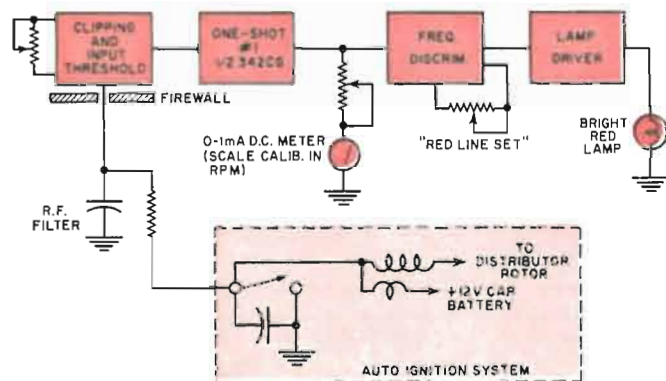 CLIPPING
AND
INPUT
THRESHOLD
ONE-SHOT
#1
1/2 342CG
FREQ
DISCRIM
LAMP
DRIVER
FIREWALL
0-1mA D.C. METER
(SCALE CALIB. IN
RPM)
"RED LINE SET"
BRIGHT
RED
LAMP
R.F.
FILTER
TO
DISTRIBUTOR
ROTOR
+12V CAR
BATTERY
AUTO IGNITION SYSTEM